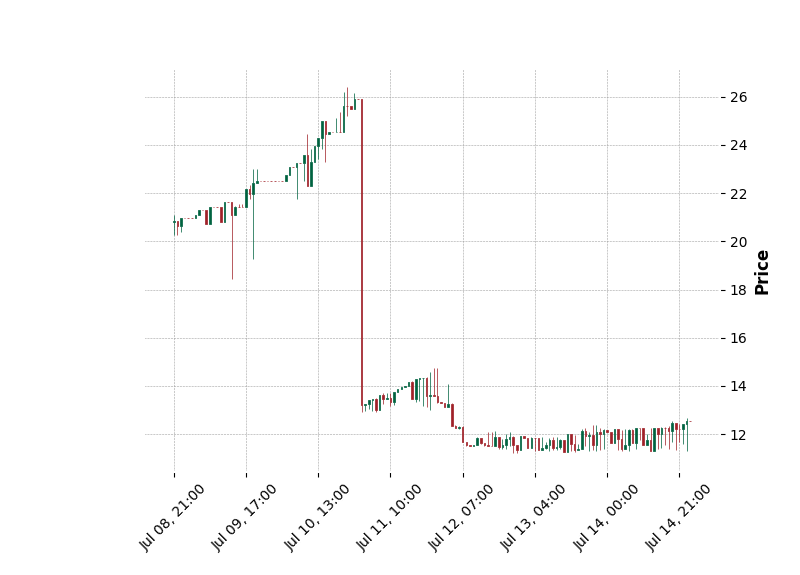 26
24
22
20
18
16
14
12
Price
Jul 08, 21:00
Jul 09, 17:00
Jul 10, 13:00
Jul 11, 10:00
Jul 12, 07:00
Jul 13, 04:00
Jul 14, 00:00
Jul 14, 21:00